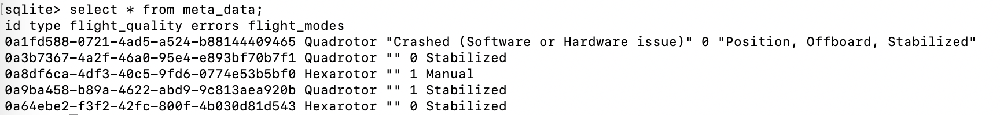 [sqlite> select * from meta_data;
id type flight_quality errors flight_modes
0a1fd588-0721-4ad5-a524-b88144409465 Quadrotor "Crashed (Software or Hardware issue)" 0 "Position, Offboard, Stabilized"
0a3b7367-4a2f-46a0-95e4-e893bf70b7f1 Quadrotor "" 0 Stabilized
0a8df6ca-4df3-40c5-9fd6-0774e53b5bf0 Hexarotor "" 1 Manual
0a9ba458-b89a-4622-abd9-9c813aea920b Quadrotor "" 1 Stabilized
0a64ebe2-f3f2-42fc-800f-4b030d81d543 Hexarotor "" 0 Stabilized